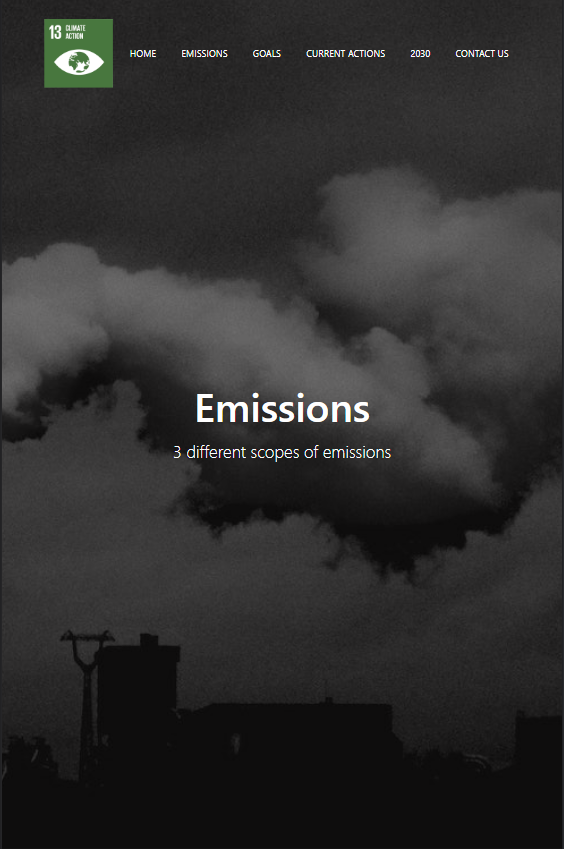 13 CLIMATE
ACTION
HOME EMISSIONS GOALS CURRENT ACTIONS 2030 CONTACT US
Emissions
3 different scopes of emissions